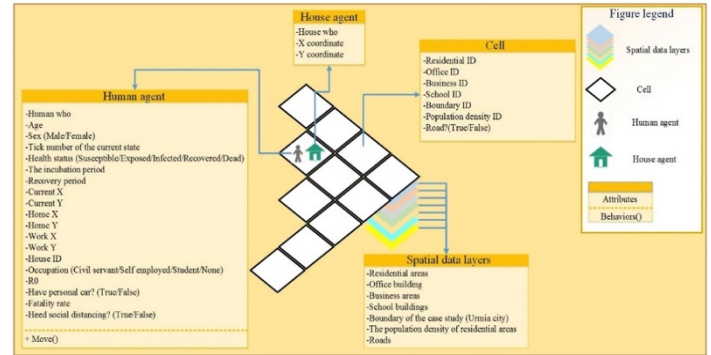 House agent
-House who
-X coordinate
-Y coordinate
Cell
-Residential ID
-Office ID
-Business ID
-School ID
-Boundary ID
-Population density ID
-Road?(True/False)
Figure legend
Spatial data layers
Cell
Human agent
House agent
Attributes
Behaviors()
Human agent
-Human who
-Age
-Sex (Male/Female)
-Tick number of the current state
-Health status (Susceptible/Exposed/Infected/Recovered/Dead)
-The incubation period
-Recovery period
-Current X
-Current Y
-Home X
-Home Y
-Work X
-Work Y
-House ID
-Occupation (Civil servant/Self employed/Student/None)
-R0
-Have personal car? (True/False)
-Fatality rate
-Need social distancing? (True/False)
+ Move()
Spatial data layers
-Residential areas
-Office building
-Business areas
-School buildings
-Boundary of the case study (Urmia city)
-The population density of residential areas
-Roads